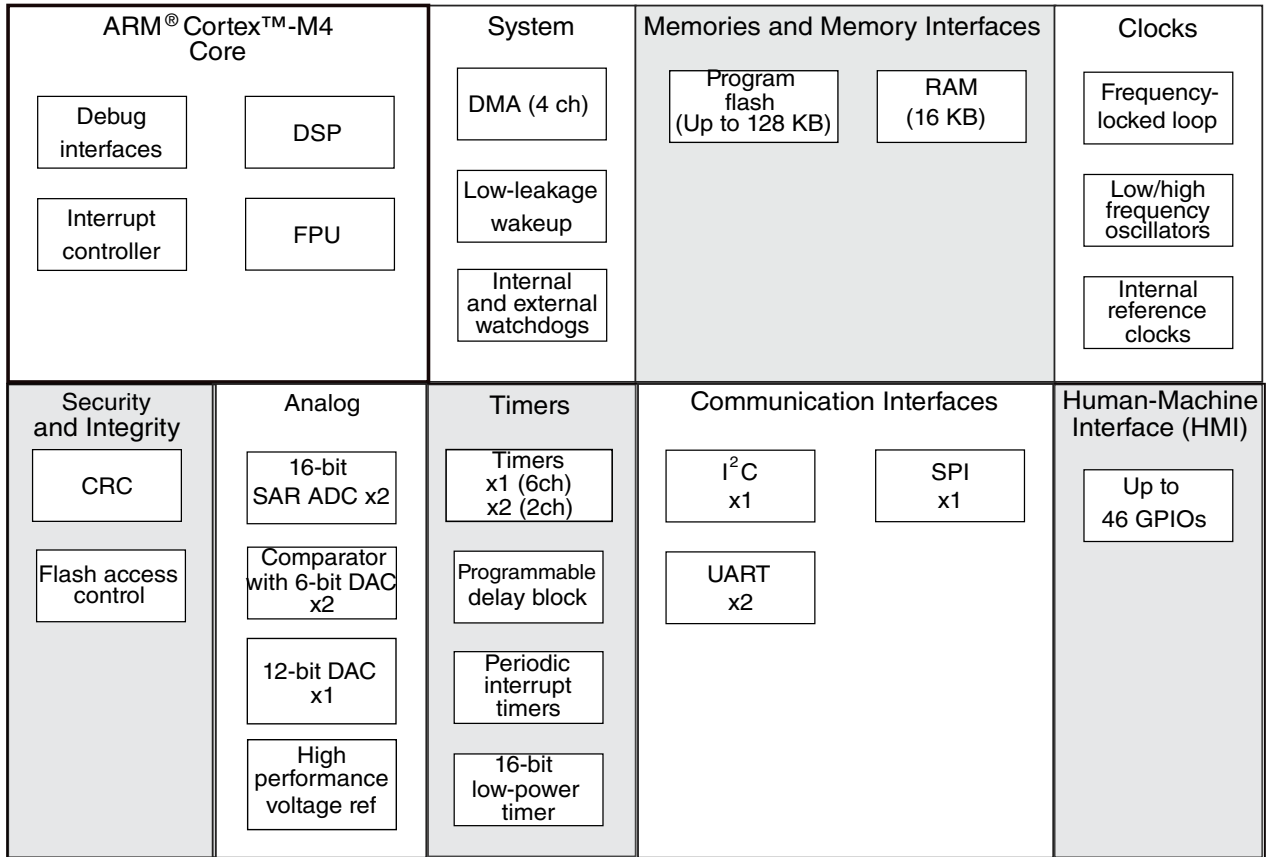 ARM® Cortex™-M4
Core
Debug
interfaces
DSP
Interrupt
controller
FPU
System
DMA (4 ch)
Low-leakage
wakeup
Internal
and external
watchdogs
Memories and Memory Interfaces
Program
flash
(Up to 128 KB)
RAM
(16 KB)
Clocks
Frequency-
locked loop
Low/high
frequency
oscillators
Internal
reference
clocks
Security
and Integrity
CRC
Flash access
control
Analog
16-bit
SAR ADC x2
Comparator
with 6-bit DAC
x2
12-bit DAC
x1
High
performance
voltage ref
Timers
Timers
x1 (6ch)
x2 (2ch)
Programmable
delay block
Periodic
interrupt
timers
16-bit
low-power
timer
Communication Interfaces
I²C
x1
SPI
x1
UART
x2
Human-Machine
Interface (HMI)
Up to
46 GPIOs